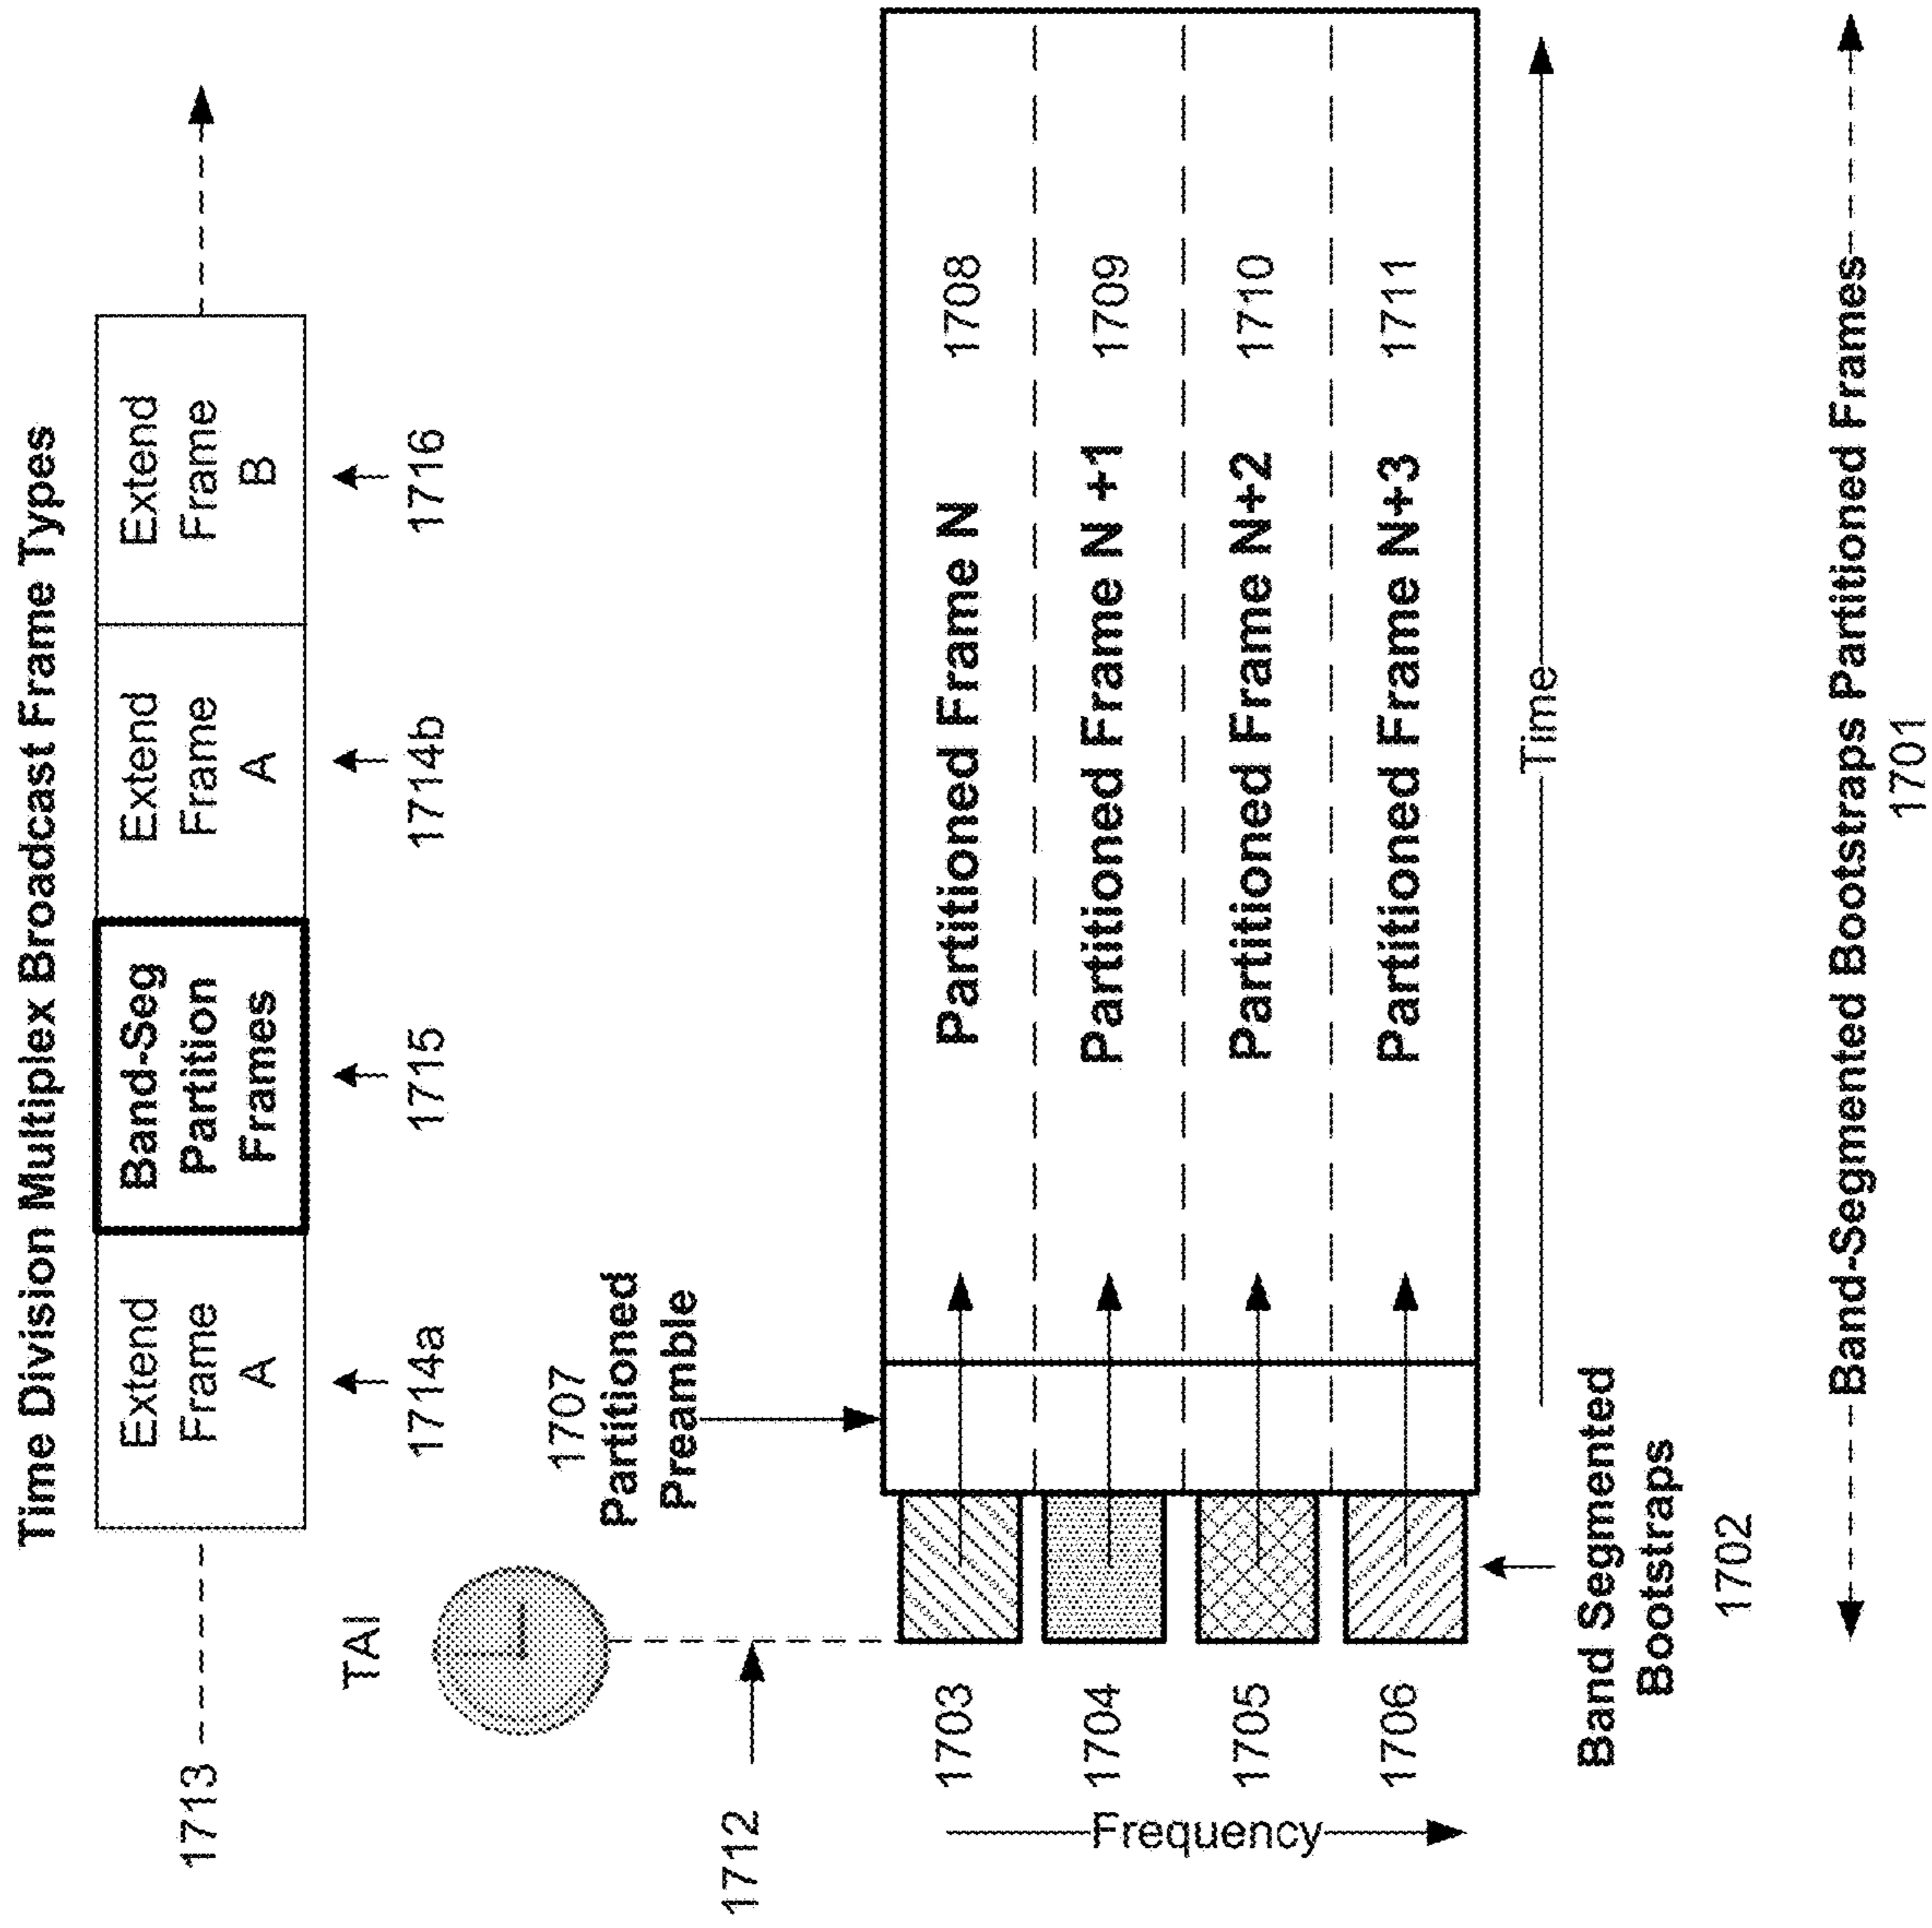 Time Division Multiplex Broadcast Frame Types
1713
Extend
Frame
A
Band-Seg
Partition
Frames
Extend
Frame
A
Extend
Frame
B
1714a
1715
1714b
1716
TAI
1712
1707
Partitioned
Preamble
Frequency
1703
1704
1705
1706
Partitioned Frame N
1708
Partitioned Frame N +1
1709
Partitioned Frame N+2
1710
Partitioned Frame N+3
1711
Time
Band Segmented
Bootstraps
1702
Band-Segmented Bootstraps Partitioned Frames
1701